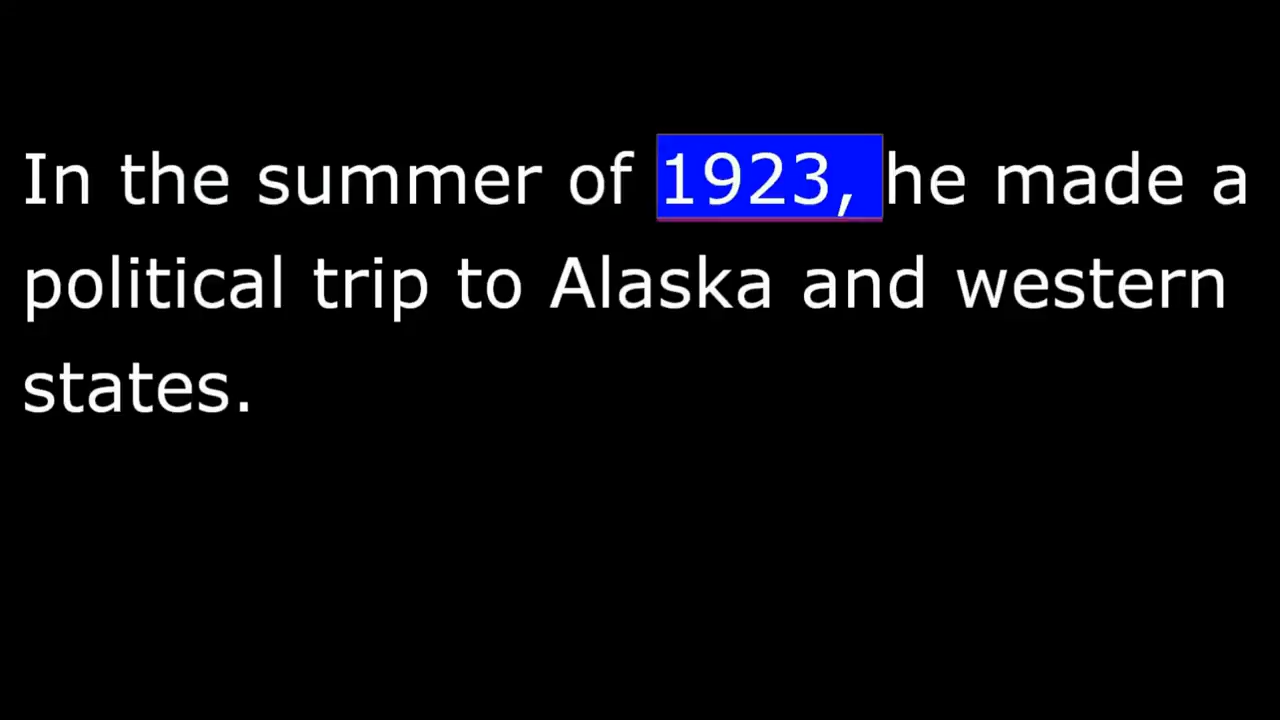 In the summer of 1923, he made a
political trip to Alaska and western
states.